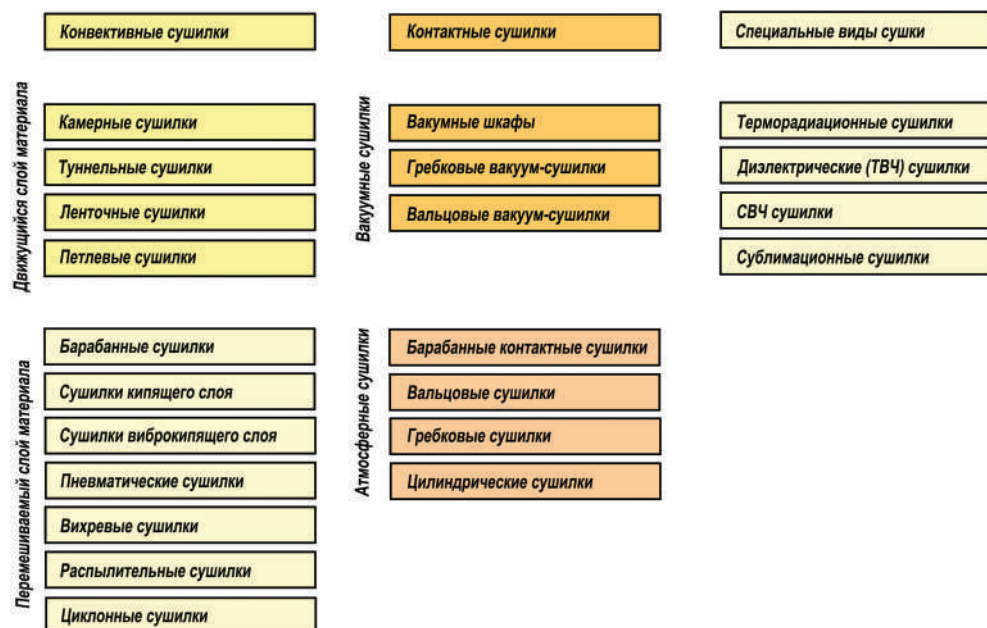 Конвективные сушилки
Движущийся слой материала
Камерные сушилки
Туннельные сушилки
Ленточные сушилки
Петлевые сушилки
Перемешиваемый слой материала
Барабанные сушилки
Сушилки кипящего слоя
Сушилки виброкипящего слоя
Пневматические сушилки
Вихревые сушилки
Распылительные сушилки
Циклонные сушилки
Контактные сушилки
Вакуумные сушилки
Вакумные шкафы
Гребковые вакуум-сушилки
Вальцовые вакуум-сушилки
Атмосферные сушилки
Барабанные контактные сушилки
Вальцовые сушилки
Гребковые сушилки
Цилиндрические сушилки
Специальные виды сушки
Терморадиационные сушилки
Диэлектрические (ТВЧ) сушилки
СВЧ сушилки
Сублимационные сушилки